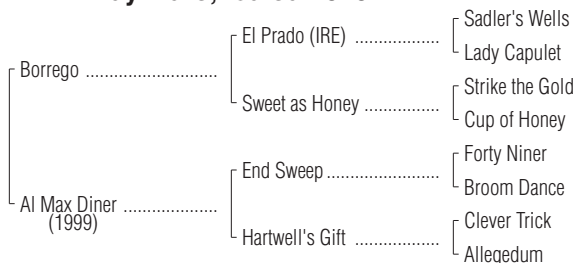 Sadler's Wells
El Prado (IRE) ..................
Lady Capulet
Borrego ............................
Strike the Gold
Sweet as Honey ................
Cup of Honey
Forty Niner
End Sweep ........................
Broom Dance
Al Max Diner ....................
(1999)
Clever Trick
Hartwell's Gift ..................
Allegedum